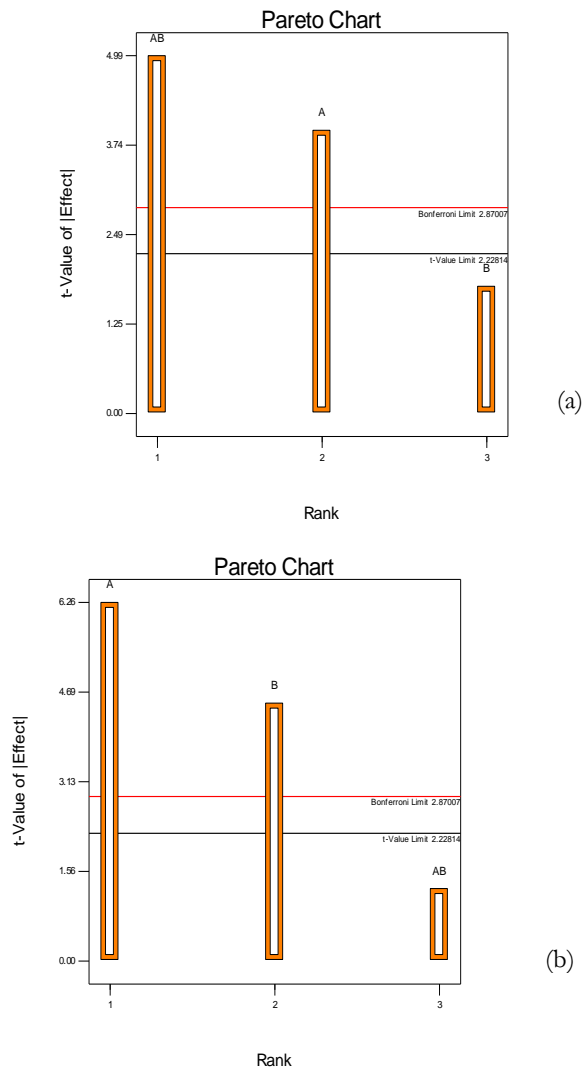 Pareto Chart
AB
4.99
A
3.74
t-Value of |Effect|
Bonferroni Limit 2.87007
2.49
t-Value Limit 2.22814
B
1.25
(a)
0.00
1 2 3
Rank
Pareto Chart
A
6.26
B
4.69
t-Value of |Effect|
3.13
Bonferroni Limit 2.87007
t-Value Limit 2.22814
1.56
AB
(b)
0.00
1 2 3
Rank